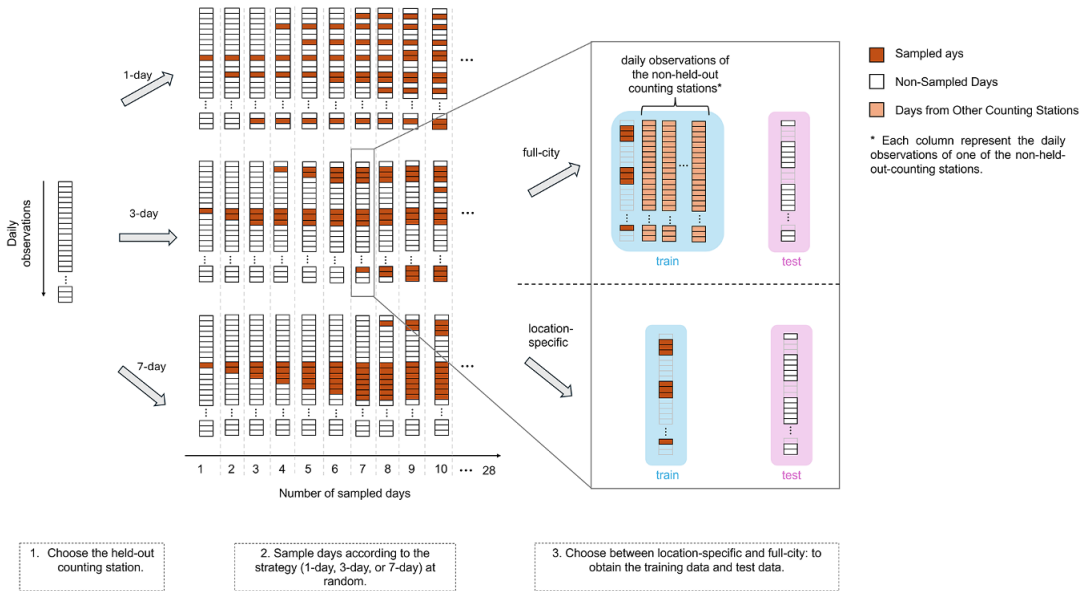 1-day
3-day
7-day
Daily
observations
1 2 3 4 5 6 7 8 9 10 ••• 28
Number of sampled days
daily observations of
the non-held-out
counting stations*
full-city
train
test
location-
specific
train
test
Sampled ays
Non-Sampled Days
Days from Other Counting Stations
* Each column represent the daily
observations of one of the non-held-
out-counting stations.
1. Choose the held-out
counting station.
2. Sample days according to the
strategy (1-day, 3-day, or 7-day) at
random.
3. Choose between location-specific and full-city: to
obtain the training data and test data.